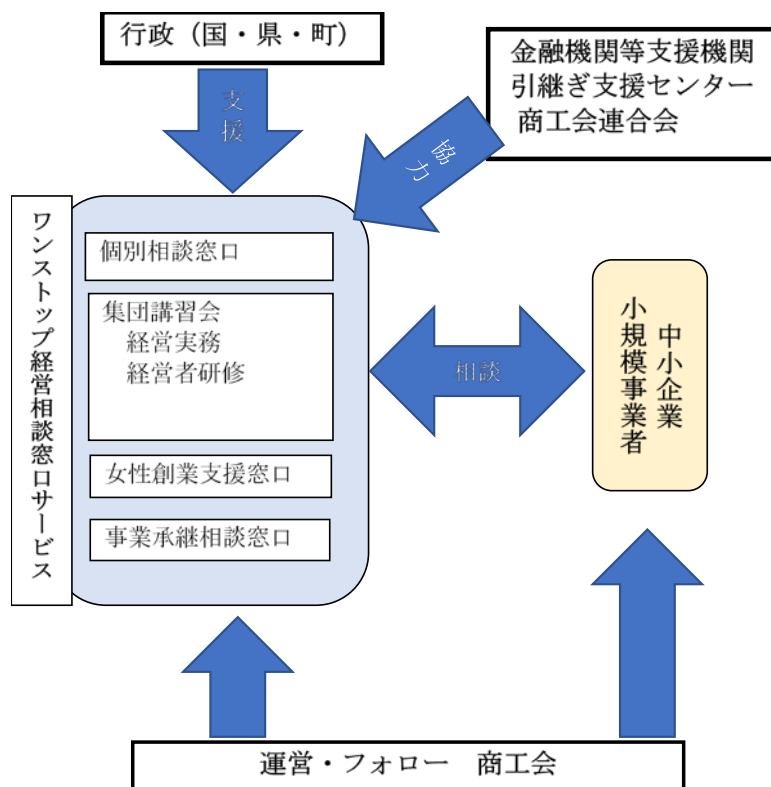 行政（国・県・町）
金融機関等支援機関
引継ぎ支援センター
商工会連合会
支援
協力
ワンストップ経営相談窓口サービス
個別相談窓口
集団講習会
経営実務
経営者研修
女性創業支援窓口
事業承継相談窓口
相談
中小企業
小規模事業者
運営・フォロー　商工会